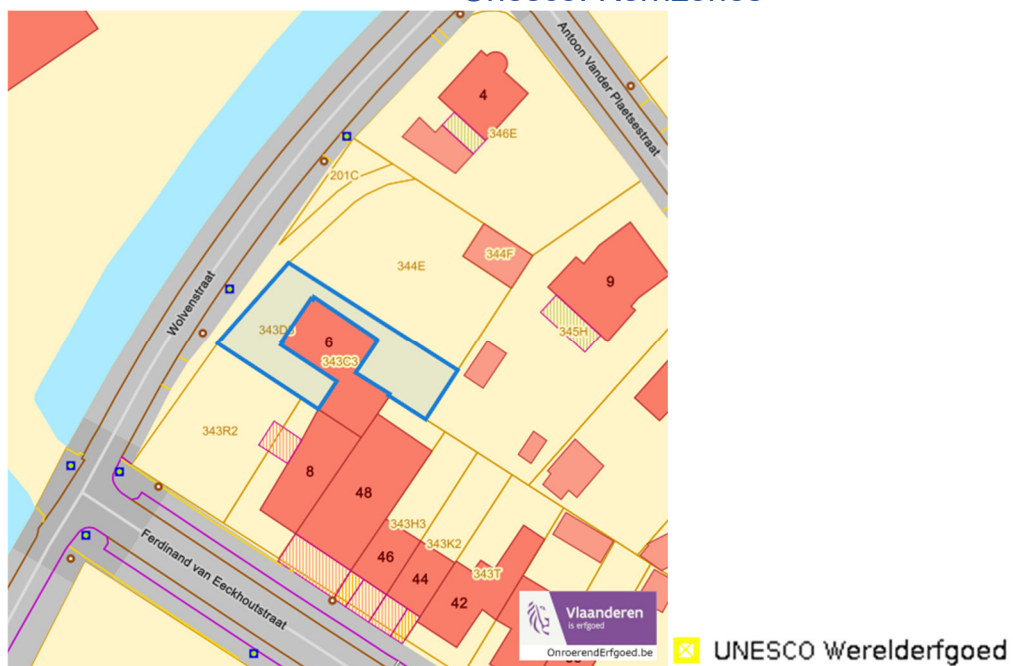 4
346E
Antoon Vander Plaetsestraat
201C
344E
344F
9
345H
Wolvenstraat
6
343C3
343R2
8
48
343H3
46
343K2
44
343T
42
Ferdinand van Eeckhoutstraat
Vlaanderen
is erfgoed
OnroerendErfgoed.be
UNESCO Werelderfgoed